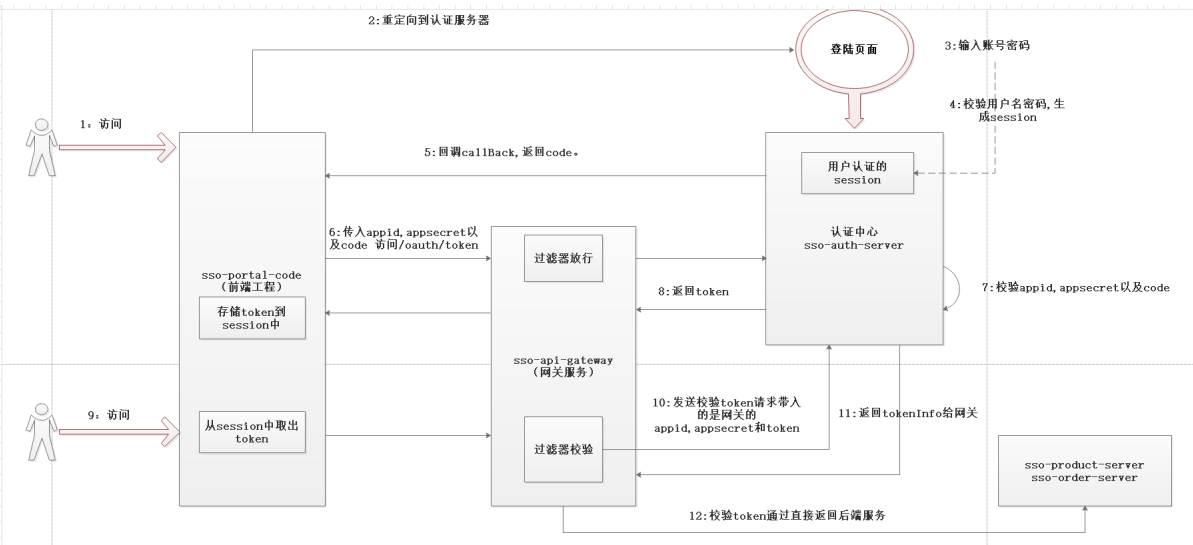 2:重定向到认证服务器
登陆页面
3:输入账号密码
1：访问
4:校验用户名密码,生
成session
5:回调callBack,返回code。
用户认证的
session
6:传入appid,appsecret以
及code 访问/oauth/token
过滤器放行
认证中心
sso-auth-server
sso-portal-code
（前端工程）
8:返回token
7:校验appid,appsecret以及code
存储token到
session中
sso-api-gateway
（网关服务）
9：访问
从session中取出
token
10:发送校验token请求带入
的是网关的
appid,appsecret和token
11:返回tokenInfo给网关
过滤器校验
sso-product-server
sso-order-server
12:校验token通过直接返回后端服务